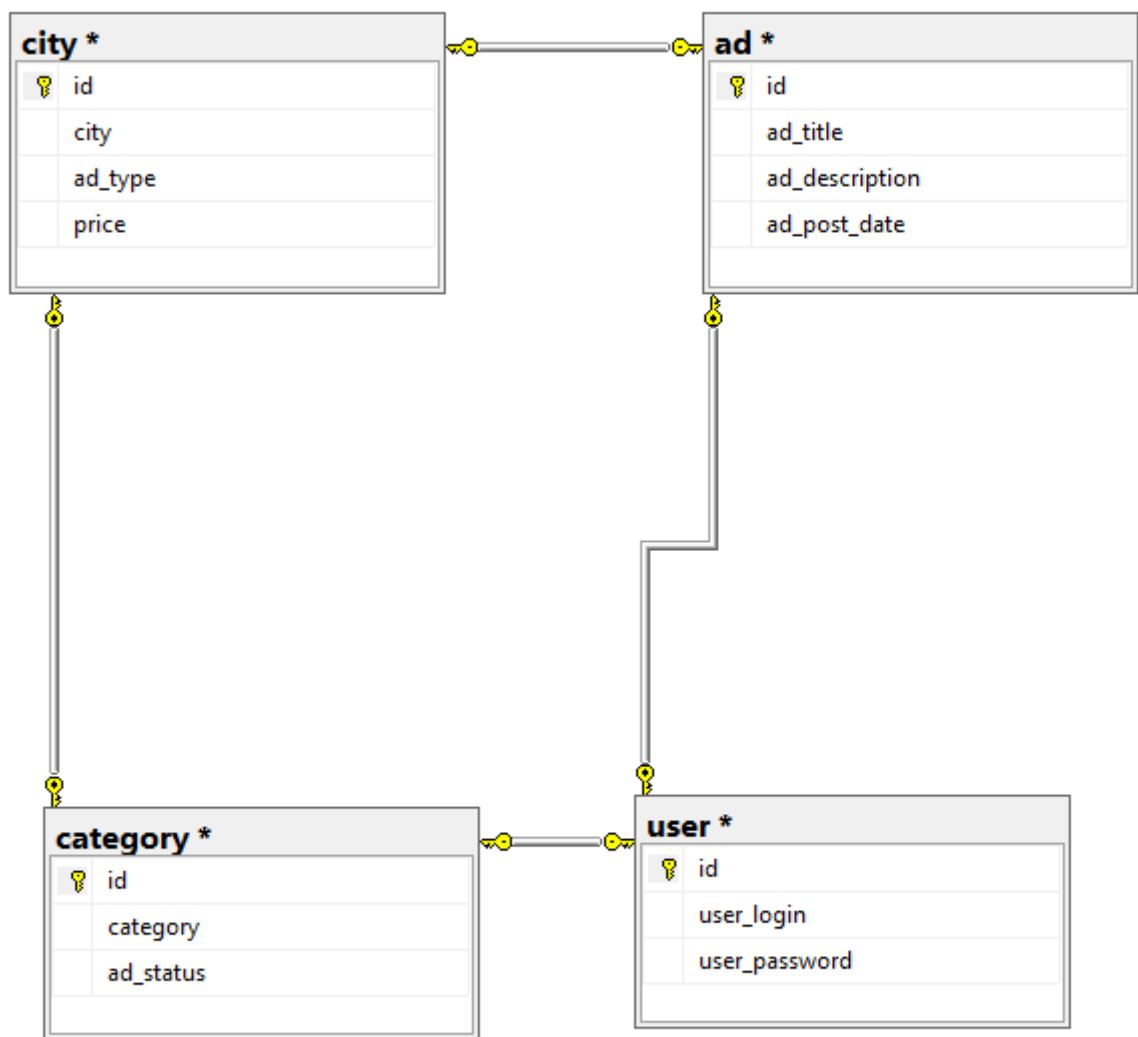 city *
id
city
ad_type
price
ad *
id
ad_title
ad_description
ad_post_date
category *
id
category
ad_status
user *
id
user_login
user_password